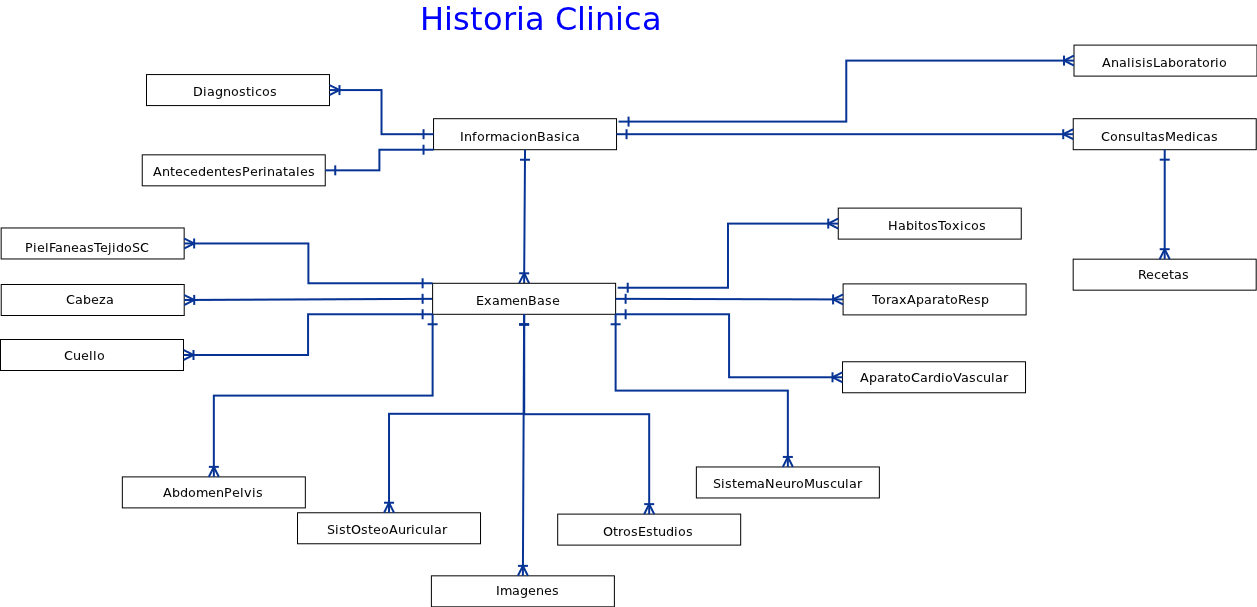 Historia Clinica
AnalisisLaboratorio
Diagnosticos
InformacionBasica
ConsultasMedicas
AntecedentesPerinatales
HabitosToxicos
PielFaneasTejidoSC
Recetas
Cabeza
ExamenBase
ToraxAparatoResp
Cuello
AparatoCardioVascular
SistemaNeuroMuscular
AbdomenPelvis
SistOsteoAuricular
OtrosEstudios
Imagenes